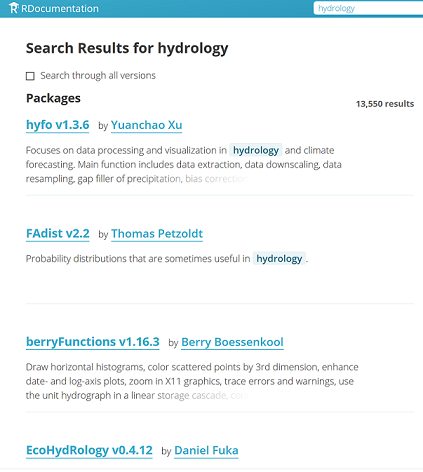 RDocumentation
hydrology
Search Results for hydrology
Search through all versions
Packages
13,550 results
hyfo v1.3.6 by Yuanchao Xu
Focuses on data processing and visualization in hydrology and climate
forecasting. Main function includes data extraction, data downscaling, data
resampling, gap filler of precipitation, bias correction
FAdist v2.2 by Thomas Petzoldt
Probability distributions that are sometimes useful in hydrology.
berryFunctions v1.16.3 by Berry Boessenkool
Draw horizontal histograms, color scattered points by 3rd dimension, enhance
date- and log-axis plots, zoom in X11 graphics, trace errors and warnings, use
the unit hydrograph in a linear storage cascade,
EcoHydRology v0.4.12 by Daniel Fuka